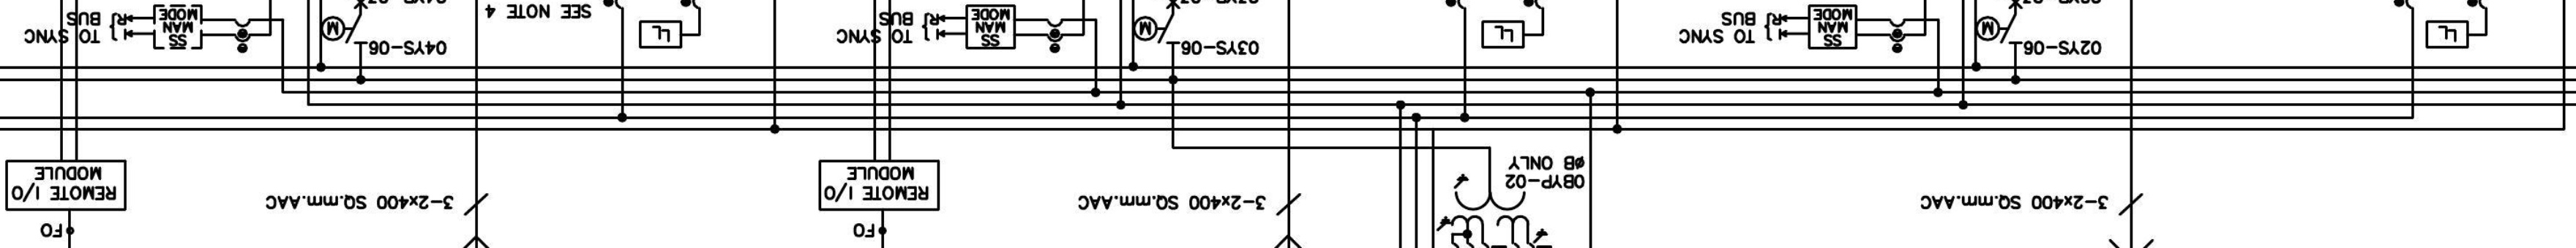 3-2x400 SQ.mm.AAC
0BYP-02
ØB ONLY
3-2x400 SQ.mm.AAC
FO
REMOTE I/O
MODULE
3-2x400 SQ.mm.AAC
FO
REMOTE I/O
MODULE
LL
02YS-06
M
SS
MAN
MODE
TO SYNC
BUS
R
LL
03YS-06
M
SS
MAN
MODE
TO SYNC
BUS
R
LL
SEE NOTE 4
04YS-06
M
SS
MAN
MODE
TO SYNC
BUS
R